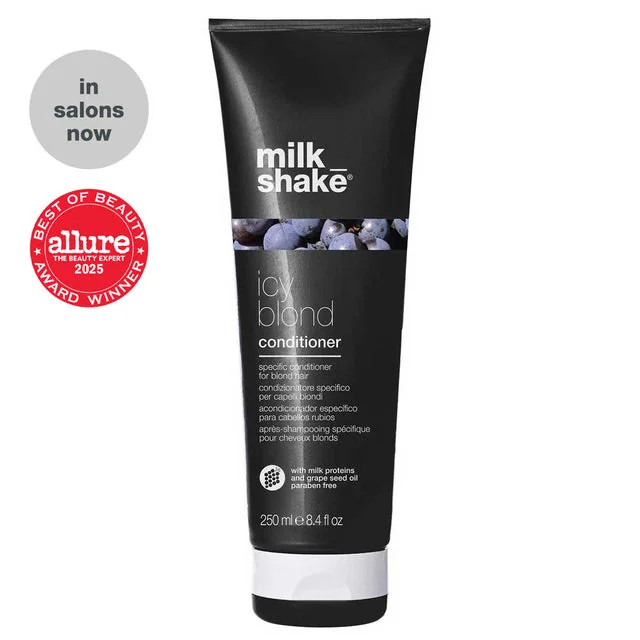 in
salons
now
BEST OF BEAUTY
allure
THE BEAUTY EXPERT
2025
AWARD WINNER
milk_
shake®
icy
blond
conditioner
specific conditioner
for blond hair
condizionatore specifico
per capelli biondi
acondicionador específico
para cabellos rubios
après-shampooing spécifique
pour cheveux blonds
with milk proteins
and grape seed oil
paraben free
250 ml e 8.4 fl oz